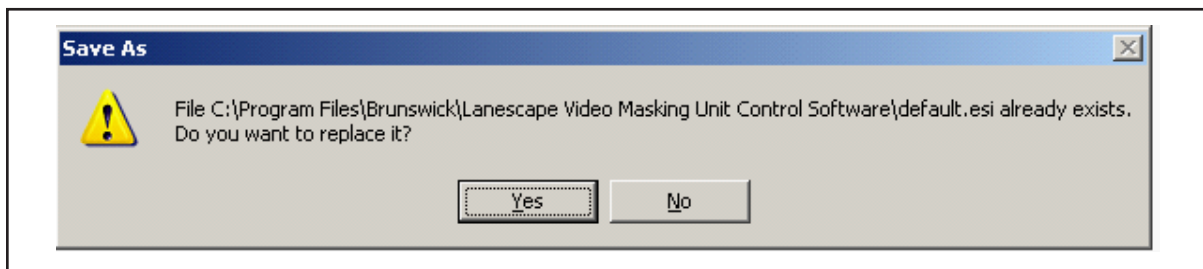 Save As
File C:\Program Files\Brunswick\Lanescape Video Masking Unit Control Software\default.esi already exists.
Do you want to replace it?
Yes No